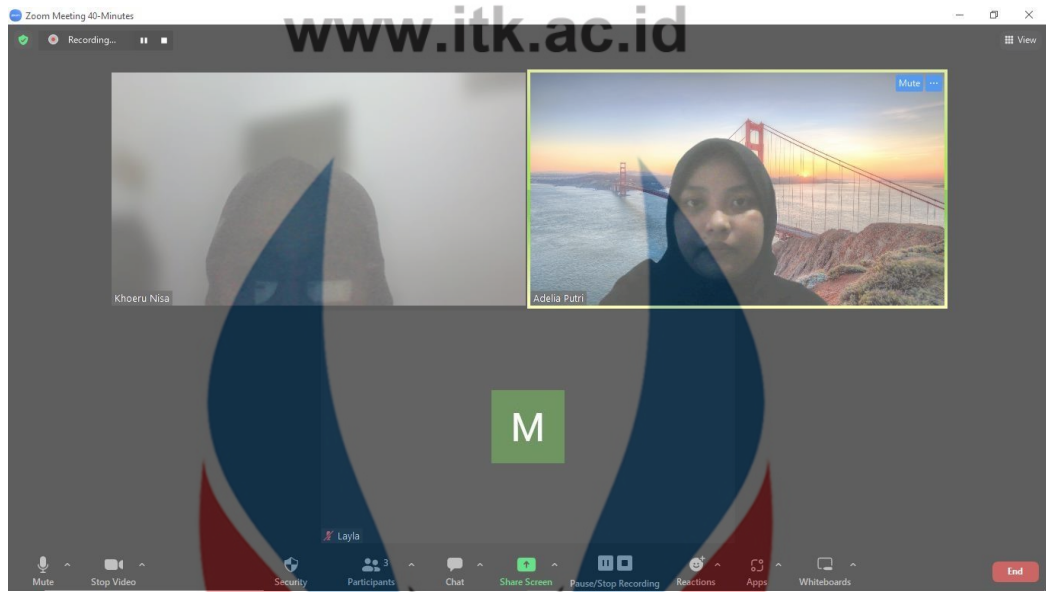 Zoom Meeting 40-Minutes
www.itk.ac.id
Recording...
View
Mute
Khoeru Nisa
Adelia Putri
M
Layla
Mute
Stop Video
Security
Participants
3
Chat
Share Screen
Pause/Stop Recording
Reactions
Apps
Whiteboards
End